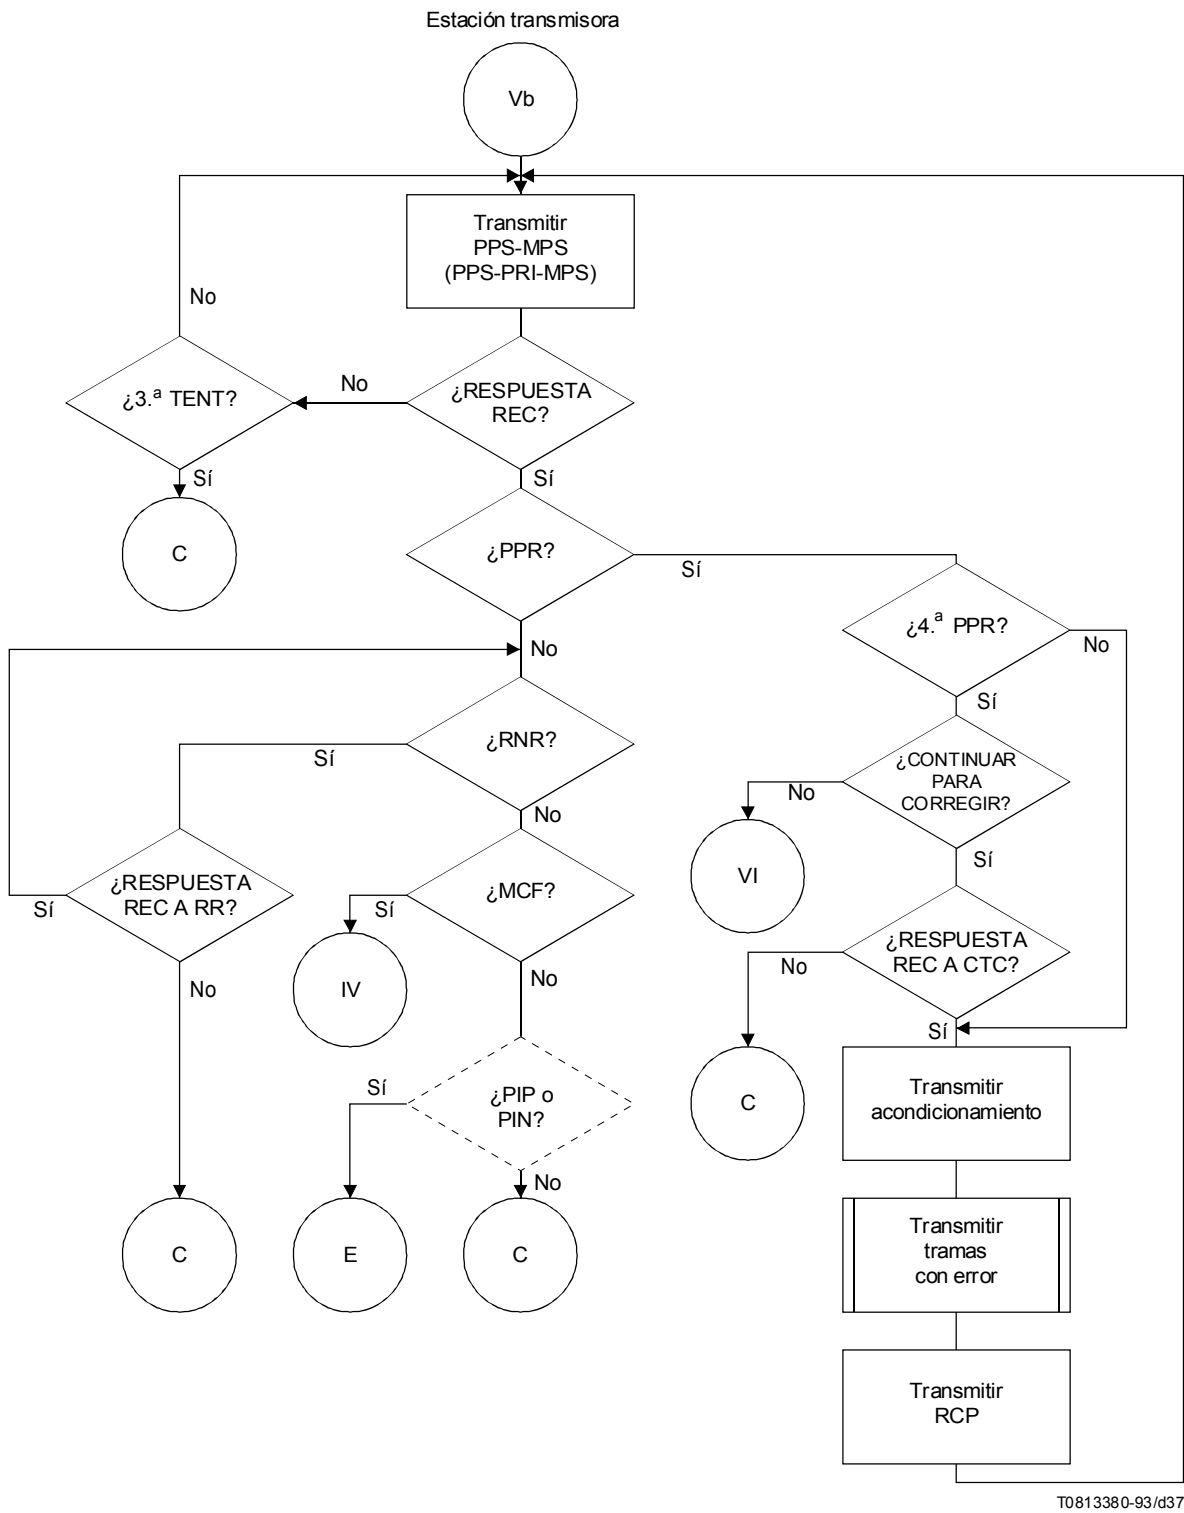 Estación transmisora
Vb
Transmitir
PPS-MPS
(PPS-PRI-MPS)
No
¿3.ª TENT?
No
¿RESPUESTA
REC?
Sí
Sí
C
¿PPR?
Sí
¿4.ª PPR?
No
No
Sí
¿RNR?
Sí
¿CONTINUAR
PARA
CORREGIR?
No
No
Sí
VI
¿RESPUESTA
REC A RR?
Sí
¿MCF?
Sí
¿RESPUESTA
REC A CTC?
No
No
IV
No
Sí
C
Sí
¿PIP o
PIN?
No
Transmitir
acondicionamiento
C
E
C
Transmitir
tramas
con error
Transmitir
RCP
T0813380-93/d37